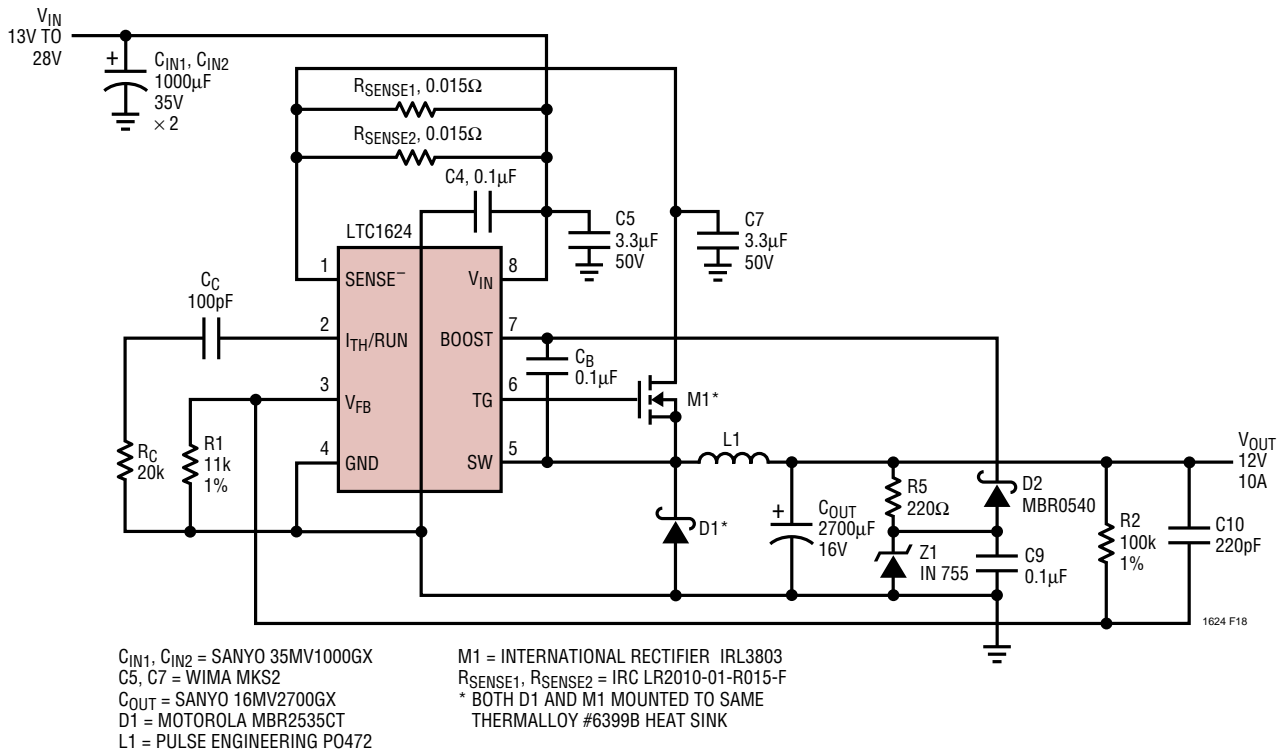 VIN
13V TO
28V
+
CIN1, CIN2
1000µF
35V
× 2
RSENSE1, 0.015Ω
RSENSE2, 0.015Ω
C4, 0.1µF
C5
3.3µF
50V
C7
3.3µF
50V
LTC1624
1
SENSE–
8
VIN
CC
100pF
2
ITH/RUN
7
BOOST
CB
0.1µF
3
VFB
6
TG
M1*
4
GND
5
SW
RC
20k
R1
11k
1%
L1
VOUT
12V
10A
D1*
+
COUT
2700µF
16V
R5
220Ω
Z1
IN 755
D2
MBR0540
C9
0.1µF
R2
100k
1%
C10
220pF
1624 F18
CIN1, CIN2 = SANYO 35MV1000GX
C5, C7 = WIMA MKS2
COUT = SANYO 16MV2700GX
D1 = MOTOROLA MBR2535CT
L1 = PULSE ENGINEERING PO472
M1 = INTERNATIONAL RECTIFIER IRL3803
RSENSE1, RSENSE2 = IRC LR2010-01-R015-F
* BOTH D1 AND M1 MOUNTED TO SAME
THERMALLOY #6399B HEAT SINK